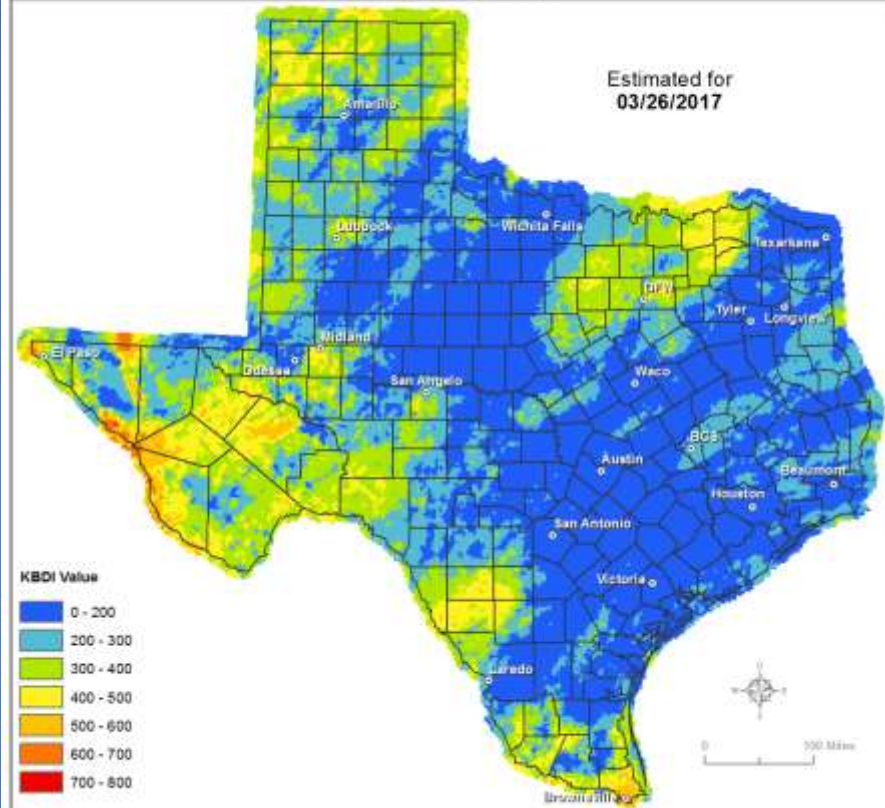 Estimated for
03/26/2017
Amarillo
Lubbock
Wichita Falls
Texarkana
DFW
Tyler
Longview
El Paso
Midland
Odessa
San Angelo
Waco
BCS
Austin
Beaumont
Houston
San Antonio
Victoria
Laredo
Brownsville
KBDI Value
0 - 200
200 - 300
300 - 400
400 - 500
500 - 600
600 - 700
700 - 800
0